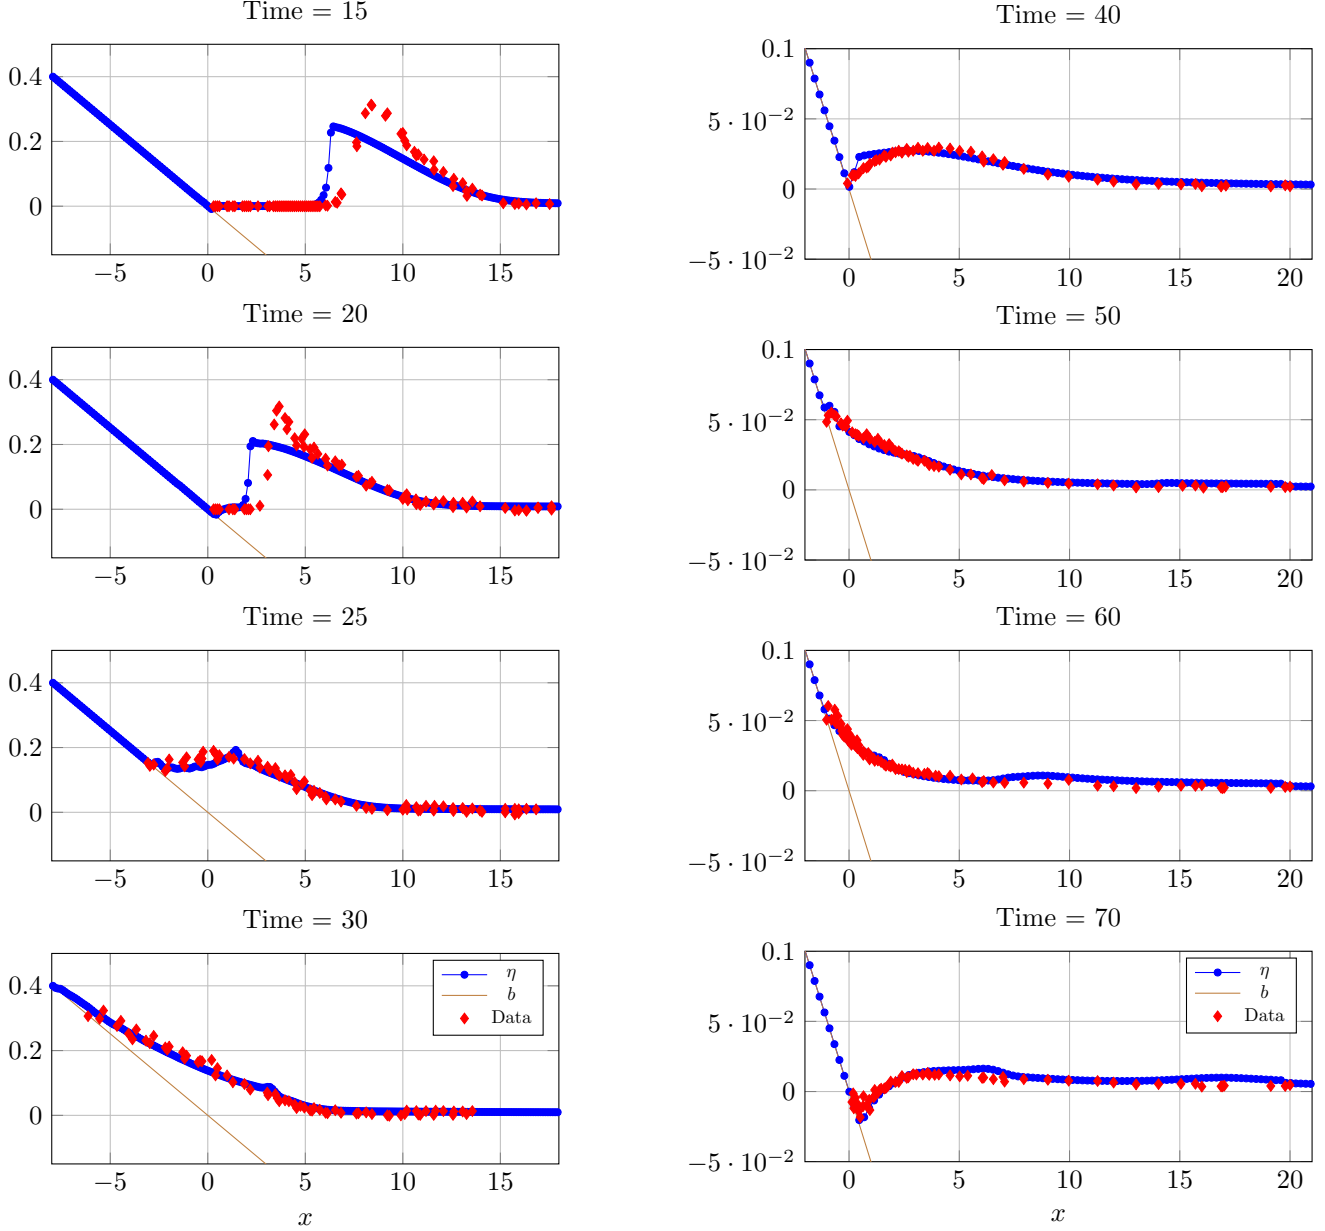 Time = 15
0.4
0.2
0
−5 0 5 10 15
Time = 20
0.4
0.2
0
−5 0 5 10 15
Time = 25
0.4
0.2
0
−5 0 5 10 15
Time = 30
0.4
0.2
0
η
b
Data
−5 0 5 10 15
x
Time = 40
0.1
5 · 10⁻²
0
−5 · 10⁻²
0 5 10 15 20
Time = 50
0.1
5 · 10⁻²
0
−5 · 10⁻²
0 5 10 15 20
Time = 60
0.1
5 · 10⁻²
0
−5 · 10⁻²
0 5 10 15 20
Time = 70
0.1
5 · 10⁻²
0
−5 · 10⁻²
η
b
Data
0 5 10 15 20
x